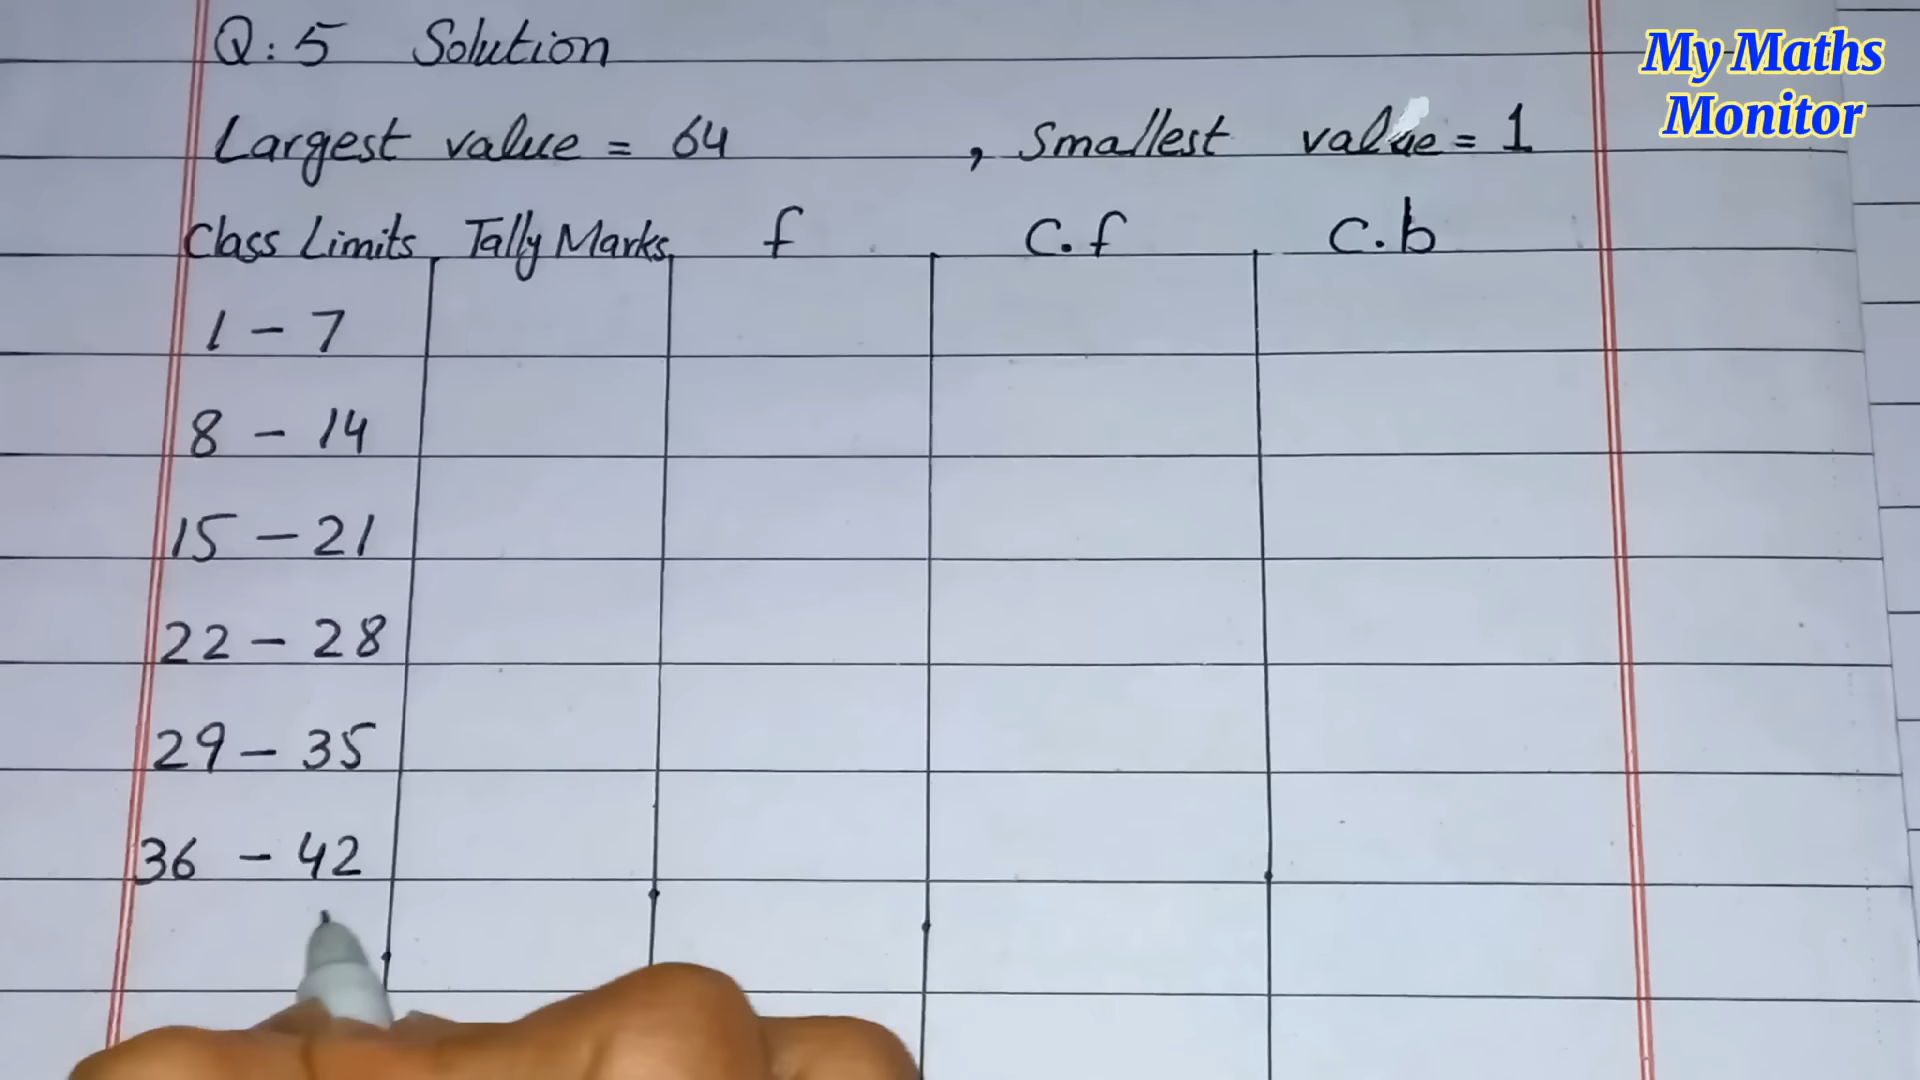 Q: 5 Solution
My Maths
Monitor
Largest value = 64 , Smallest value = 1
Class Limits Tally Marks f C.f C.b
1 - 7
8 - 14
15 - 21
22 - 28
29 - 35
36 - 42